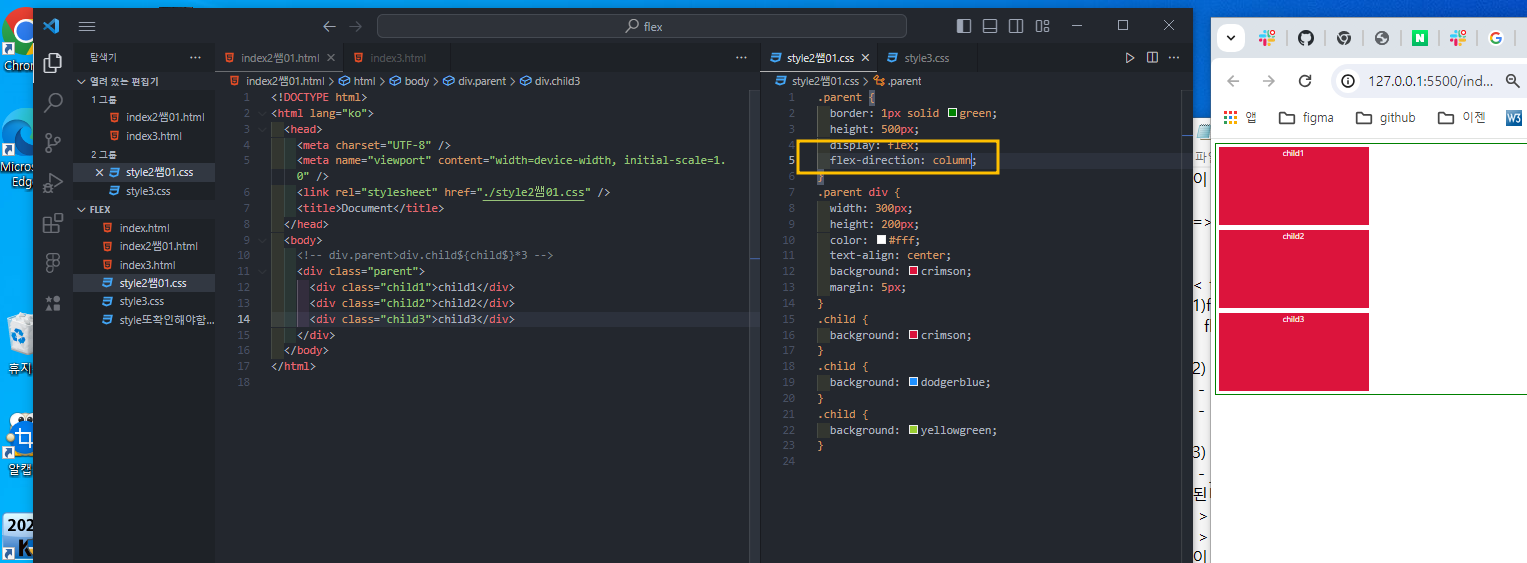 Chrom
Microso
Edg
휴지
알캡
202
flex
탐색기
열려 있는 편집기
1 그룹
index2쌤01.html
index3.html
2 그룹
style2쌤01.css
style3.css
FLEX
index.html
index2쌤01.html
index3.html
style2쌤01.css
style3.css
style또확인해야함...
index2쌤01.html
index3.html
index2쌤01.html > html > body > div.parent > div.child3
1 <!DOCTYPE html>
2 <html lang="ko">
3 <head>
4 <meta charset="UTF-8" />
5 <meta name="viewport" content="width=device-width, initial-scale=1.
0" />
6 <link rel="stylesheet" href="./style2쌤01.css" />
7 <title>Document</title>
8 </head>
9 <body>
10 <!-- div.parent>div.child${child$}*3 -->
11 <div class="parent">
12 <div class="child1">child1</div>
13 <div class="child2">child2</div>
14 <div class="child3">child3</div>
15 </div>
16 </body>
17 </html>
18
style2쌤01.css
style3.css
style2쌤01.css > .parent
1 .parent {
2 border: 1px solid green;
3 height: 500px;
4 display: flex;
5 flex-direction: column;
6 }
7 .parent div {
8 width: 300px;
9 height: 200px;
10 color: #fff;
11 text-align: center;
12 background: crimson;
13 margin: 5px;
14 }
15 .child {
16 background: crimson;
17 }
18 .child {
19 background: dodgerblue;
20 }
21 .child {
22 background: yellowgreen;
23 }
24
파일
이
=>
<
1)f
f
2)
-
-
3)
-
된
>
>
이
127.0.0.1:5500/ind...
앱
figma
github
이젠
W3
child1
child2
child3